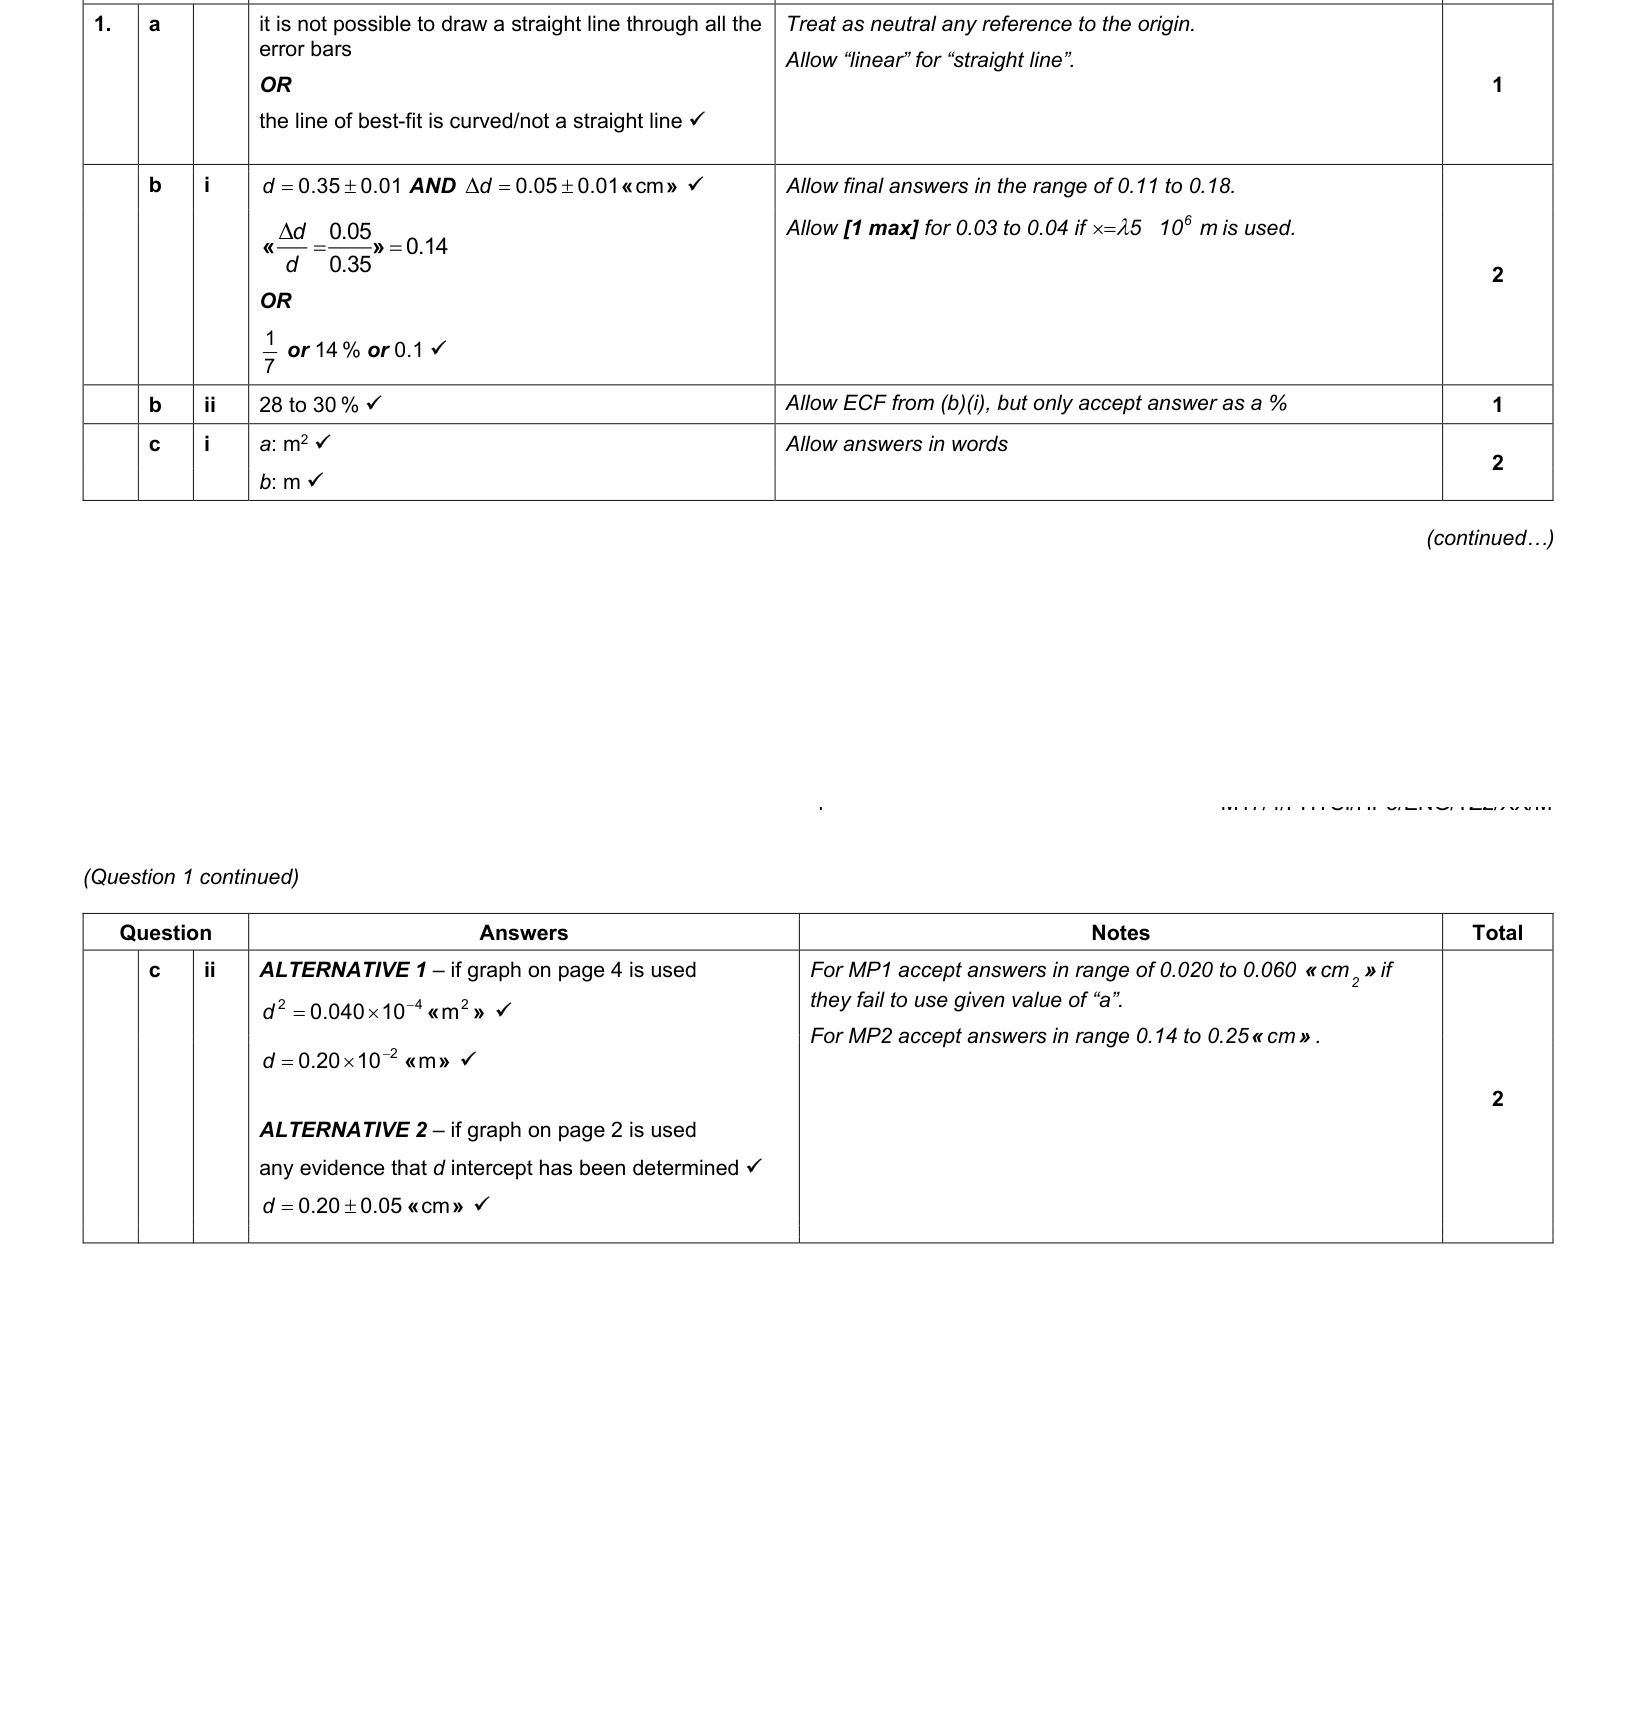 1. a it is not possible to draw a straight line through all the Treat as neutral any reference to the origin.
error bars Allow “linear” for “straight line”.
OR 1
the line of best-fit is curved/not a straight line ✓
b i d = 0.35 ± 0.01 AND Δd = 0.05 ± 0.01 «cm» ✓ Allow final answers in the range of 0.11 to 0.18.
«Δd/d = 0.05/0.35» = 0.14 Allow [1 max] for 0.03 to 0.04 if ×=λ5 10⁶ m is used.
2
OR
1/7 or 14 % or 0.1 ✓
b ii 28 to 30 % ✓ Allow ECF from (b)(i), but only accept answer as a % 1
c i a: m² ✓ Allow answers in words 2
b: m ✓
(continued…)
(Question 1 continued)
Question Answers Notes Total
c ii ALTERNATIVE 1 – if graph on page 4 is used For MP1 accept answers in range of 0.020 to 0.060 «cm₂» if
they fail to use given value of “a”.
d² = 0.040×10⁻⁴ «m²» ✓
For MP2 accept answers in range 0.14 to 0.25«cm» .
d = 0.20×10⁻² «m» ✓
2
ALTERNATIVE 2 – if graph on page 2 is used
any evidence that d intercept has been determined ✓
d = 0.20 ± 0.05 «cm» ✓